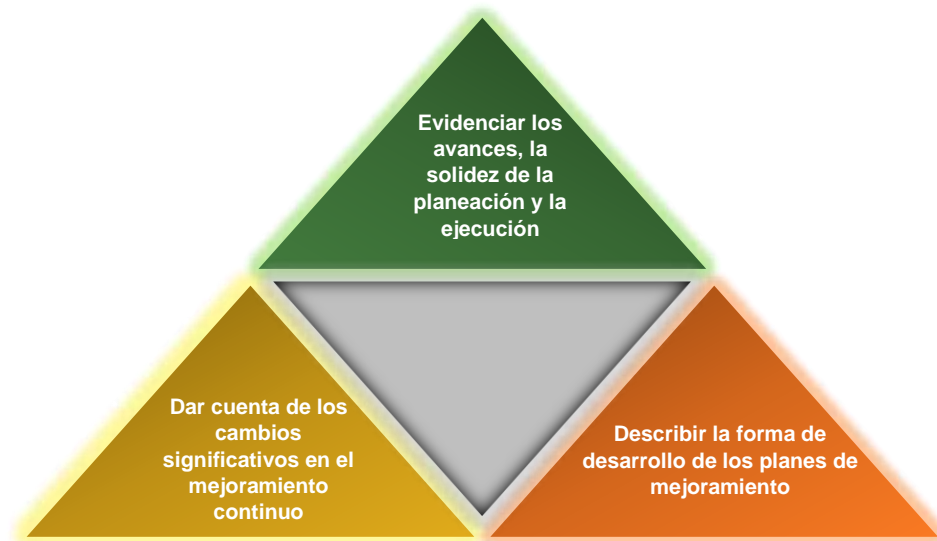 Evidenciar los
avances, la
solidez de la
planeación y la
ejecución
Dar cuenta de los
cambios
significativos en el
mejoramiento
continuo
Describir la forma de
desarrollo de los planes de
mejoramiento